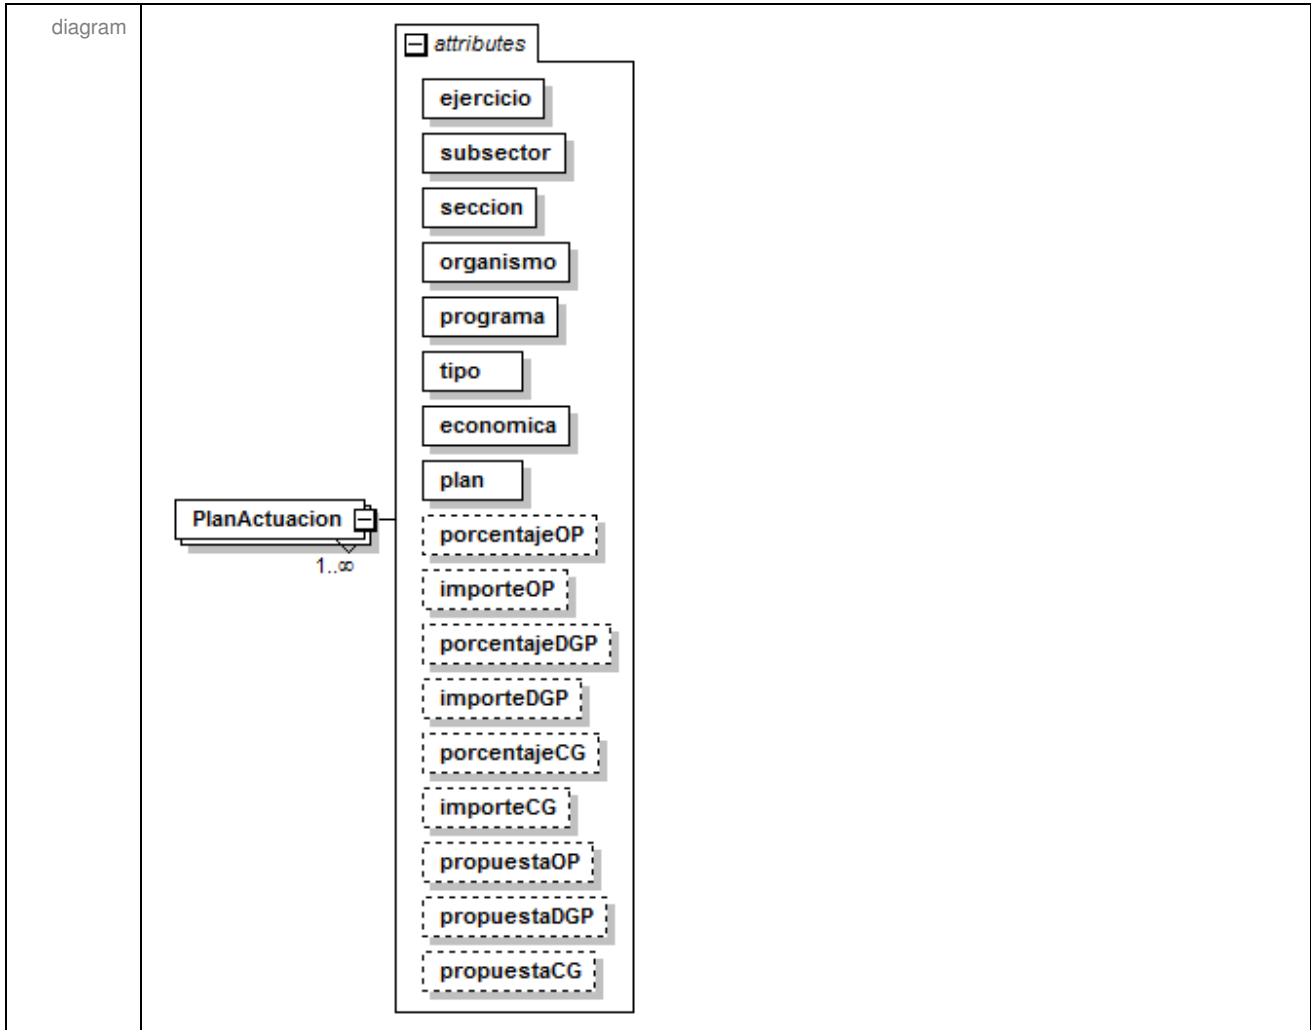 diagram
attributes
ejercicio
subsector
seccion
organismo
programa
tipo
economica
plan
PlanActuacion
1..∞
porcentajeOP
importeOP
porcentajeDGP
importeDGP
porcentajeCG
importeCG
propuestaOP
propuestaDGP
propuestaCG